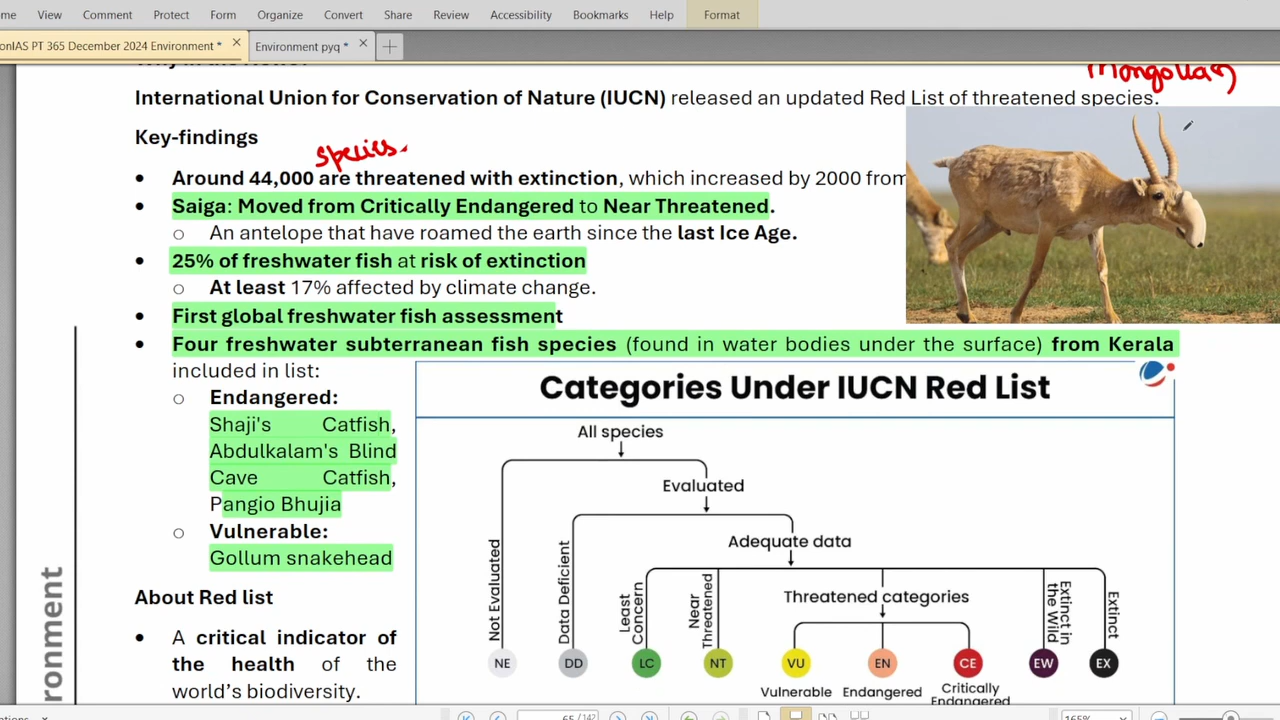 me View Comment Protect Form Organize Convert Share Review Accessibility Bookmarks Help Format
onIAS PT 365 December 2024 Environment * × Environment pyq * ×
Mongolian
International Union for Conservation of Nature (IUCN) released an updated Red List of threatened species.
Key-findings
species.
• Around 44,000 are threatened with extinction, which increased by 2000 from
• Saiga: Moved from Critically Endangered to Near Threatened.
○ An antelope that have roamed the earth since the last Ice Age.
• 25% of freshwater fish at risk of extinction
○ At least 17% affected by climate change.
• First global freshwater fish assessment
• Four freshwater subterranean fish species (found in water bodies under the surface) from Kerala
included in list:
○ Endangered:
Shaji's Catfish,
Abdulkalam's Blind
Cave Catfish,
Pangio Bhujia
○ Vulnerable:
Gollum snakehead
About Red list
• A critical indicator of
the health of the
world's biodiversity.
Categories Under IUCN Red List
All species
Evaluated
Adequate data
Threatened categories
Not Evaluated
Data Deficient
Least
Concern
Near
Threatened
Extinct in
the Wild
Extinct
NE DD LC NT VU EN CE EW EX
Vulnerable Endangered Critically
Endangered
ronment
65 /142
165%